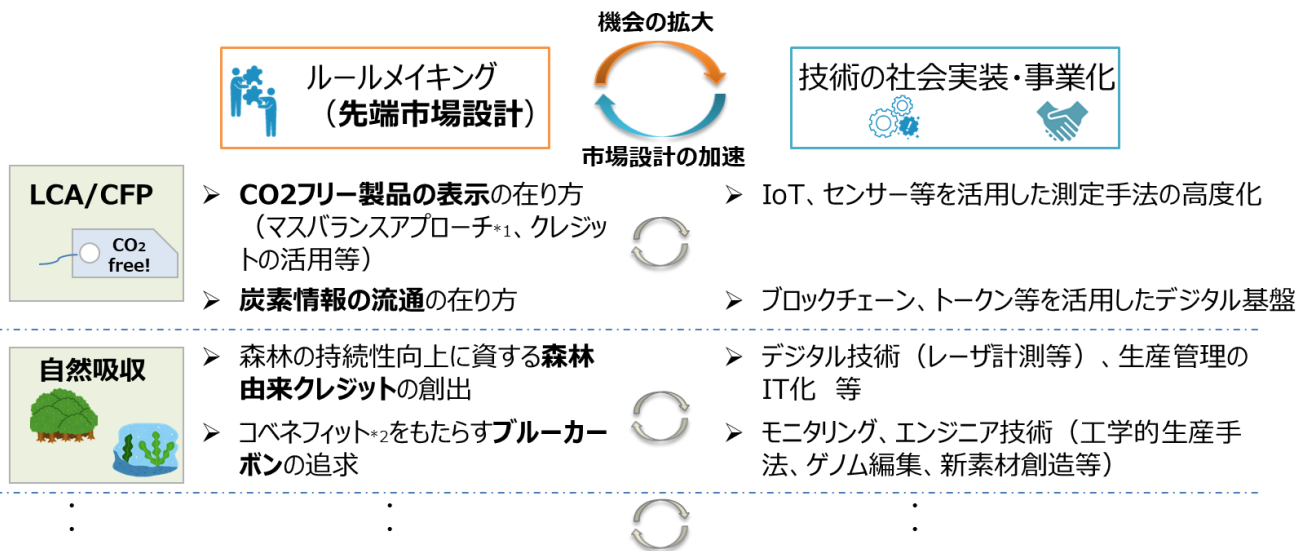 機会の拡大
ルールメイキング
（先端市場設計）
技術の社会実装・事業化
市場設計の加速
LCA/CFP
CO₂
free!
➢ CO2フリー製品の表示の在り方
（マスバランスアプローチ*1、クレジッ
トの活用等）
➢ IoT、センサー等を活用した測定手法の高度化
➢ 炭素情報の流通の在り方
➢ ブロックチェーン、トークン等を活用したデジタル基盤
自然吸収
➢ 森林の持続性向上に資する森林
由来クレジットの創出
➢ デジタル技術（レーザ計測等）、生産管理の
IT化 等
➢ コベネフィット*2をもたらすブルーカー
ボンの追求
➢ モニタリング、エンジニア技術（工学的生産手
法、ゲノム編集、新素材創造等）
：
：
：